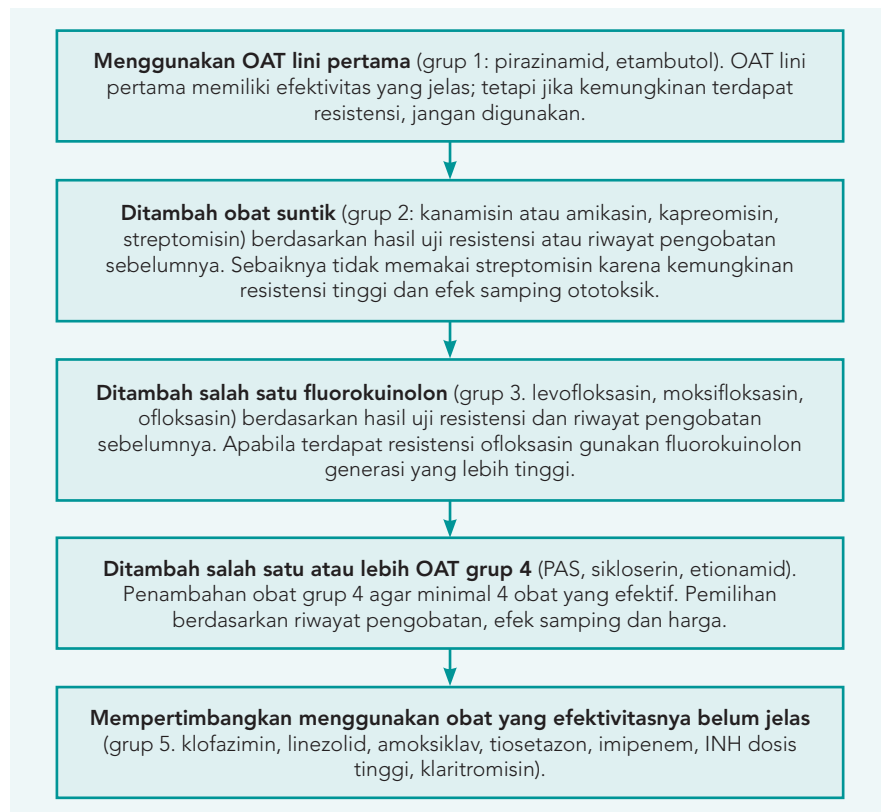 Menggunakan OAT lini pertama (grup 1: pirazinamid, etambutol). OAT lini
pertama memiliki efektivitas yang jelas; tetapi jika kemungkinan terdapat
resistensi, jangan digunakan.
Ditambah obat suntik (grup 2: kanamisin atau amikasin, kapreomisin,
streptomisin) berdasarkan hasil uji resistensi atau riwayat pengobatan
sebelumnya. Sebaiknya tidak memakai streptomisin karena kemungkinan
resistensi tinggi dan efek samping ototoksik.
Ditambah salah satu fluorokuinolon (grup 3. levofloksasin, moksifloksasin,
ofloksasin) berdasarkan hasil uji resistensi dan riwayat pengobatan
sebelumnya. Apabila terdapat resistensi ofloksasin gunakan fluorokuinolon
generasi yang lebih tinggi.
Ditambah salah satu atau lebih OAT grup 4 (PAS, sikloserin, etionamid).
Penambahan obat grup 4 agar minimal 4 obat yang efektif. Pemilihan
berdasarkan riwayat pengobatan, efek samping dan harga.
Mempertimbangkan menggunakan obat yang efektivitasnya belum jelas
(grup 5. klofazimin, linezolid, amoksiklav, tiosetazon, imipenem, INH dosis
tinggi, klaritromisin).